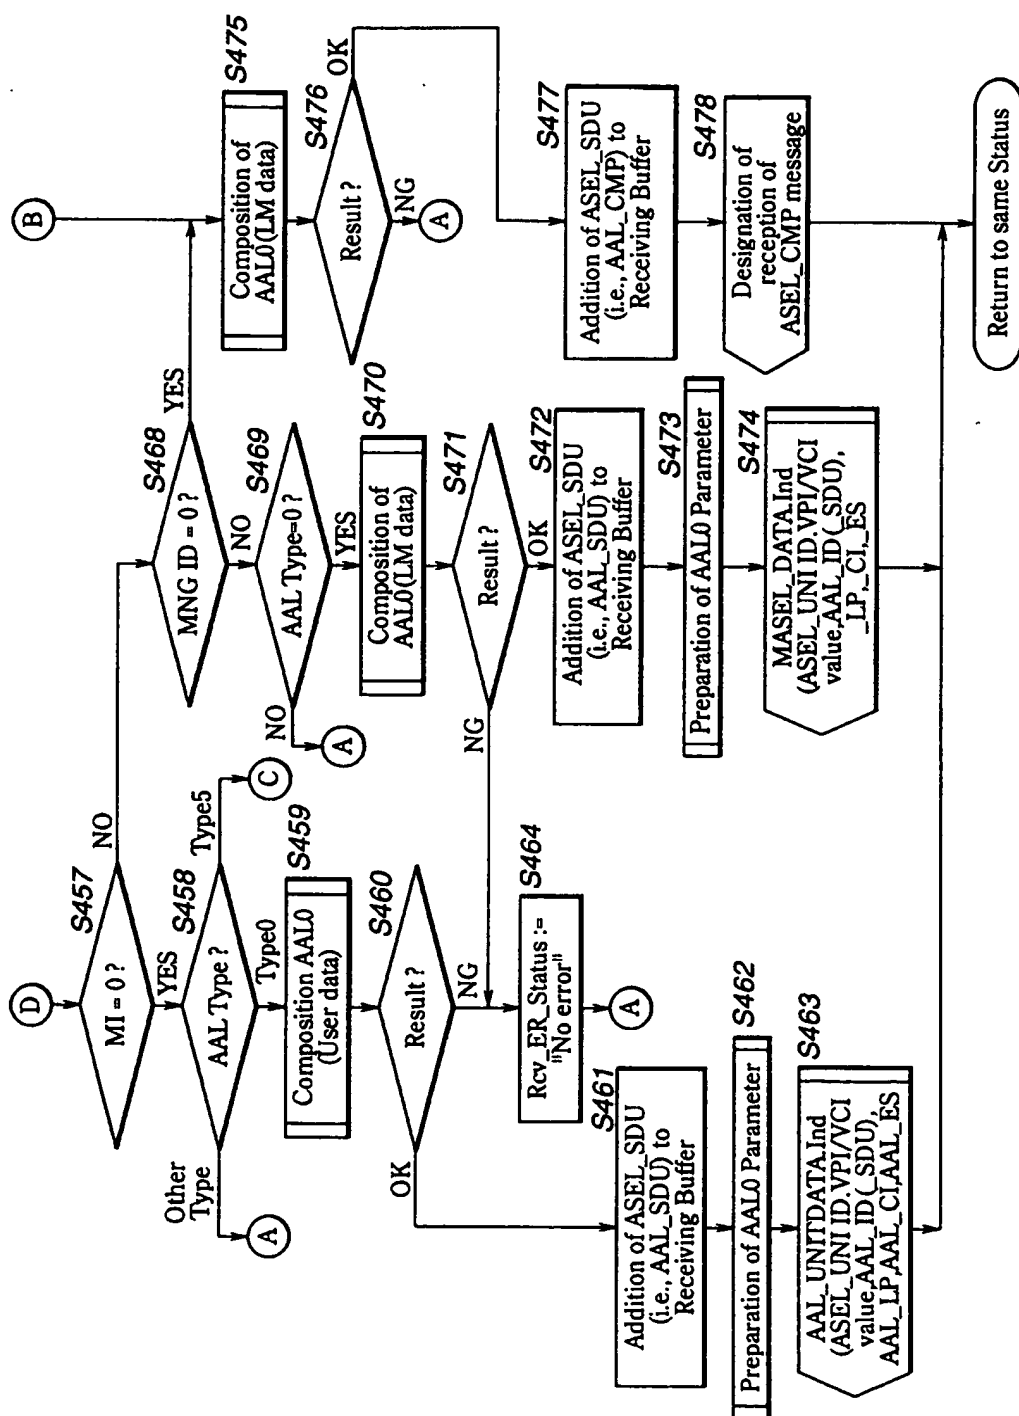 D
S457
MI = 0 ?
NO
YES
S458
AAL Type ?
Type5
C
Other
Type
A
Type0
S459
Composition AAL0
(User data)
S460
Result ?
OK
NG
S464
Rcv_ER_Status :=
"No error"
A
S461
Addition of ASEL_SDU
(i.e., AAL_SDU) to
Receiving Buffer
S462
Preparation of AAL0 Parameter
S463
AAL_UNITDATA.Ind
(ASEL_UNI ID.VPI/VCI
value,AAL_ID(_SDU),
AAL_LP,AAL_CI,AAL_ES
S468
MNG ID = 0 ?
YES
NO
S469
AAL Type=0 ?
NO
A
YES
S470
Composition of
AAL0(LM data)
S471
Result ?
NG
OK
S472
Addition of ASEL_SDU
(i.e., AAL_SDU) to
Receiving Buffer
S473
Preparation of AAL0 Parameter
S474
MASEL_DATA.Ind
(ASEL_UNI ID.VPI/VCI
value,AAL_ID(_SDU),
_LP,_CI,_ES
B
S475
Composition of
AAL0(LM data)
S476
Result ?
OK
NG
A
S477
Addition of ASEL_SDU
(i.e., AAL_CMP) to
Receiving Buffer
S478
Designation of
reception of
ASEL_CMP message
Return to same Status